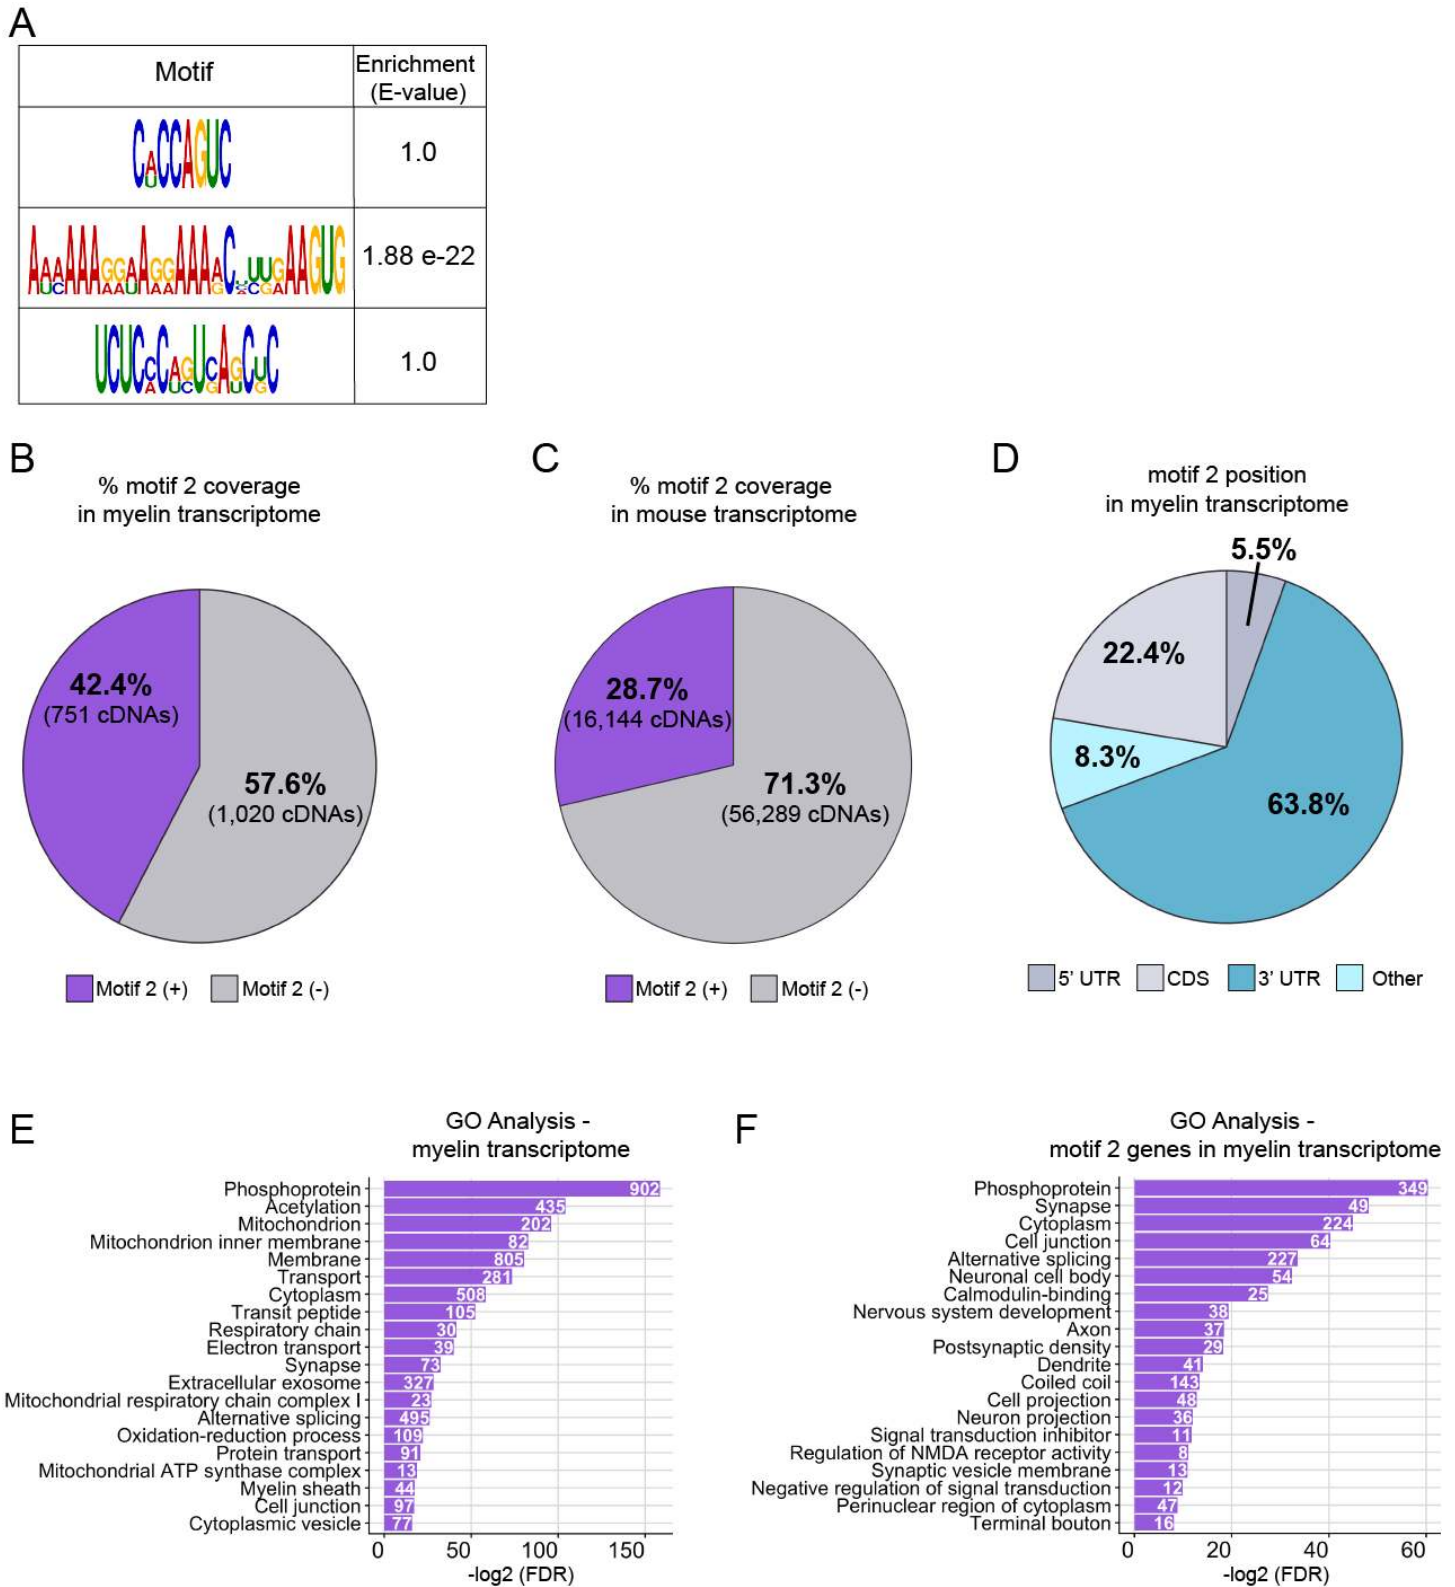 A
Motif
Enrichment
(E-value)
1.0
1.88 e-22
1.0
B
% motif 2 coverage
in myelin transcriptome
42.4%
(751 cDNAs)
57.6%
(1,020 cDNAs)
Motif 2 (+)
Motif 2 (-)
C
% motif 2 coverage
in mouse transcriptome
28.7%
(16,144 cDNAs)
71.3%
(56,289 cDNAs)
Motif 2 (+)
Motif 2 (-)
D
motif 2 position
in myelin transcriptome
5.5%
22.4%
8.3%
63.8%
5’ UTR
CDS
3’ UTR
Other
E
GO Analysis -
myelin transcriptome
Phosphoprotein 902
Acetylation 435
Mitochondrion 202
Mitochondrion inner membrane 82
Membrane 805
Transport 281
Cytoplasm 508
Transit peptide 105
Respiratory chain 30
Electron transport 39
Synapse 73
Extracellular exosome 327
Mitochondrial respiratory chain complex I 23
Alternative splicing 495
Oxidation-reduction process 109
Protein transport 91
Mitochondrial ATP synthase complex 13
Myelin sheath 44
Cell junction 97
Cytoplasmic vesicle 77
0 50 100 150
-log2 (FDR)
F
GO Analysis -
motif 2 genes in myelin transcriptome
Phosphoprotein 349
Synapse 49
Cytoplasm 224
Cell junction 64
Alternative splicing 227
Neuronal cell body 54
Calmodulin-binding 25
Nervous system development 38
Axon 37
Postsynaptic density 29
Dendrite 41
Coiled coil 143
Cell projection 48
Neuron projection 36
Signal transduction inhibitor 11
Regulation of NMDA receptor activity 8
Synaptic vesicle membrane 13
Negative regulation of signal transduction 12
Perinuclear region of cytoplasm 47
Terminal bouton 16
0 20 40 60
-log2 (FDR)